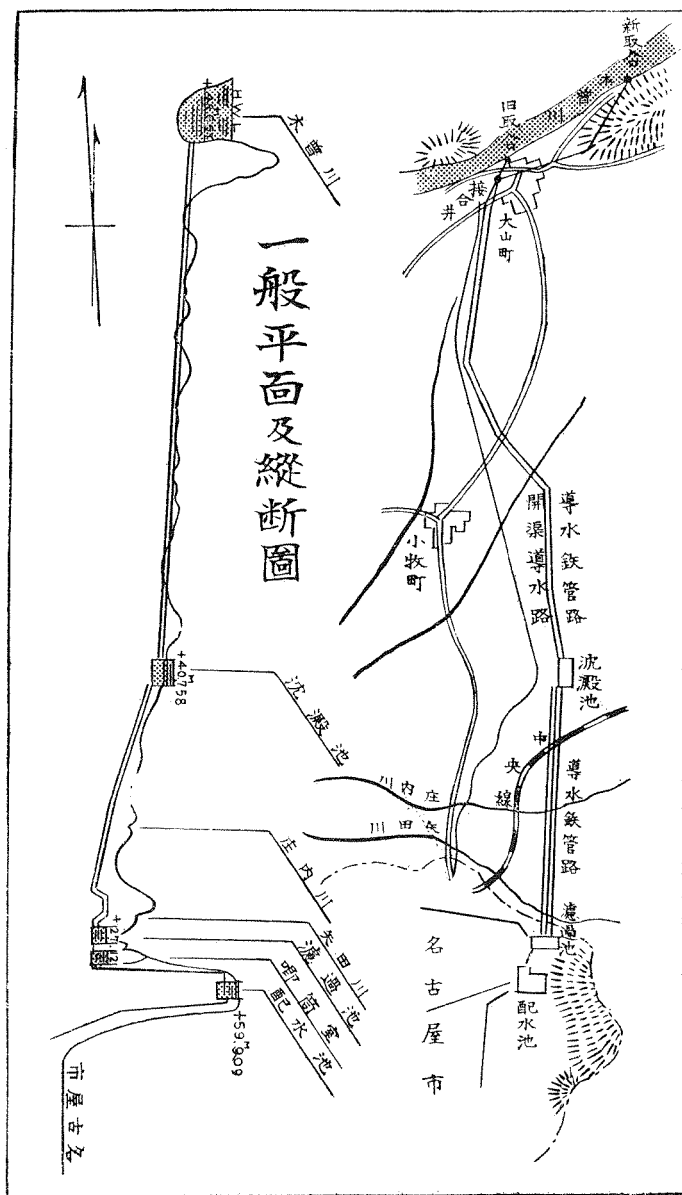 一般平面及縱断圖
新取入口
木曽川
旧取入口
接合井
犬山町
小牧町
導水鉄管路
開渠導水路
沈澱池
中央線
庄内川
矢田川
導水鉄管路
濾過池
配水池
名古屋市
H.W.L
木曽川
+40.758M
沈澱池
庄内川
矢田川
濾過池
喞筒室
配水池
+59.909M
名古屋市